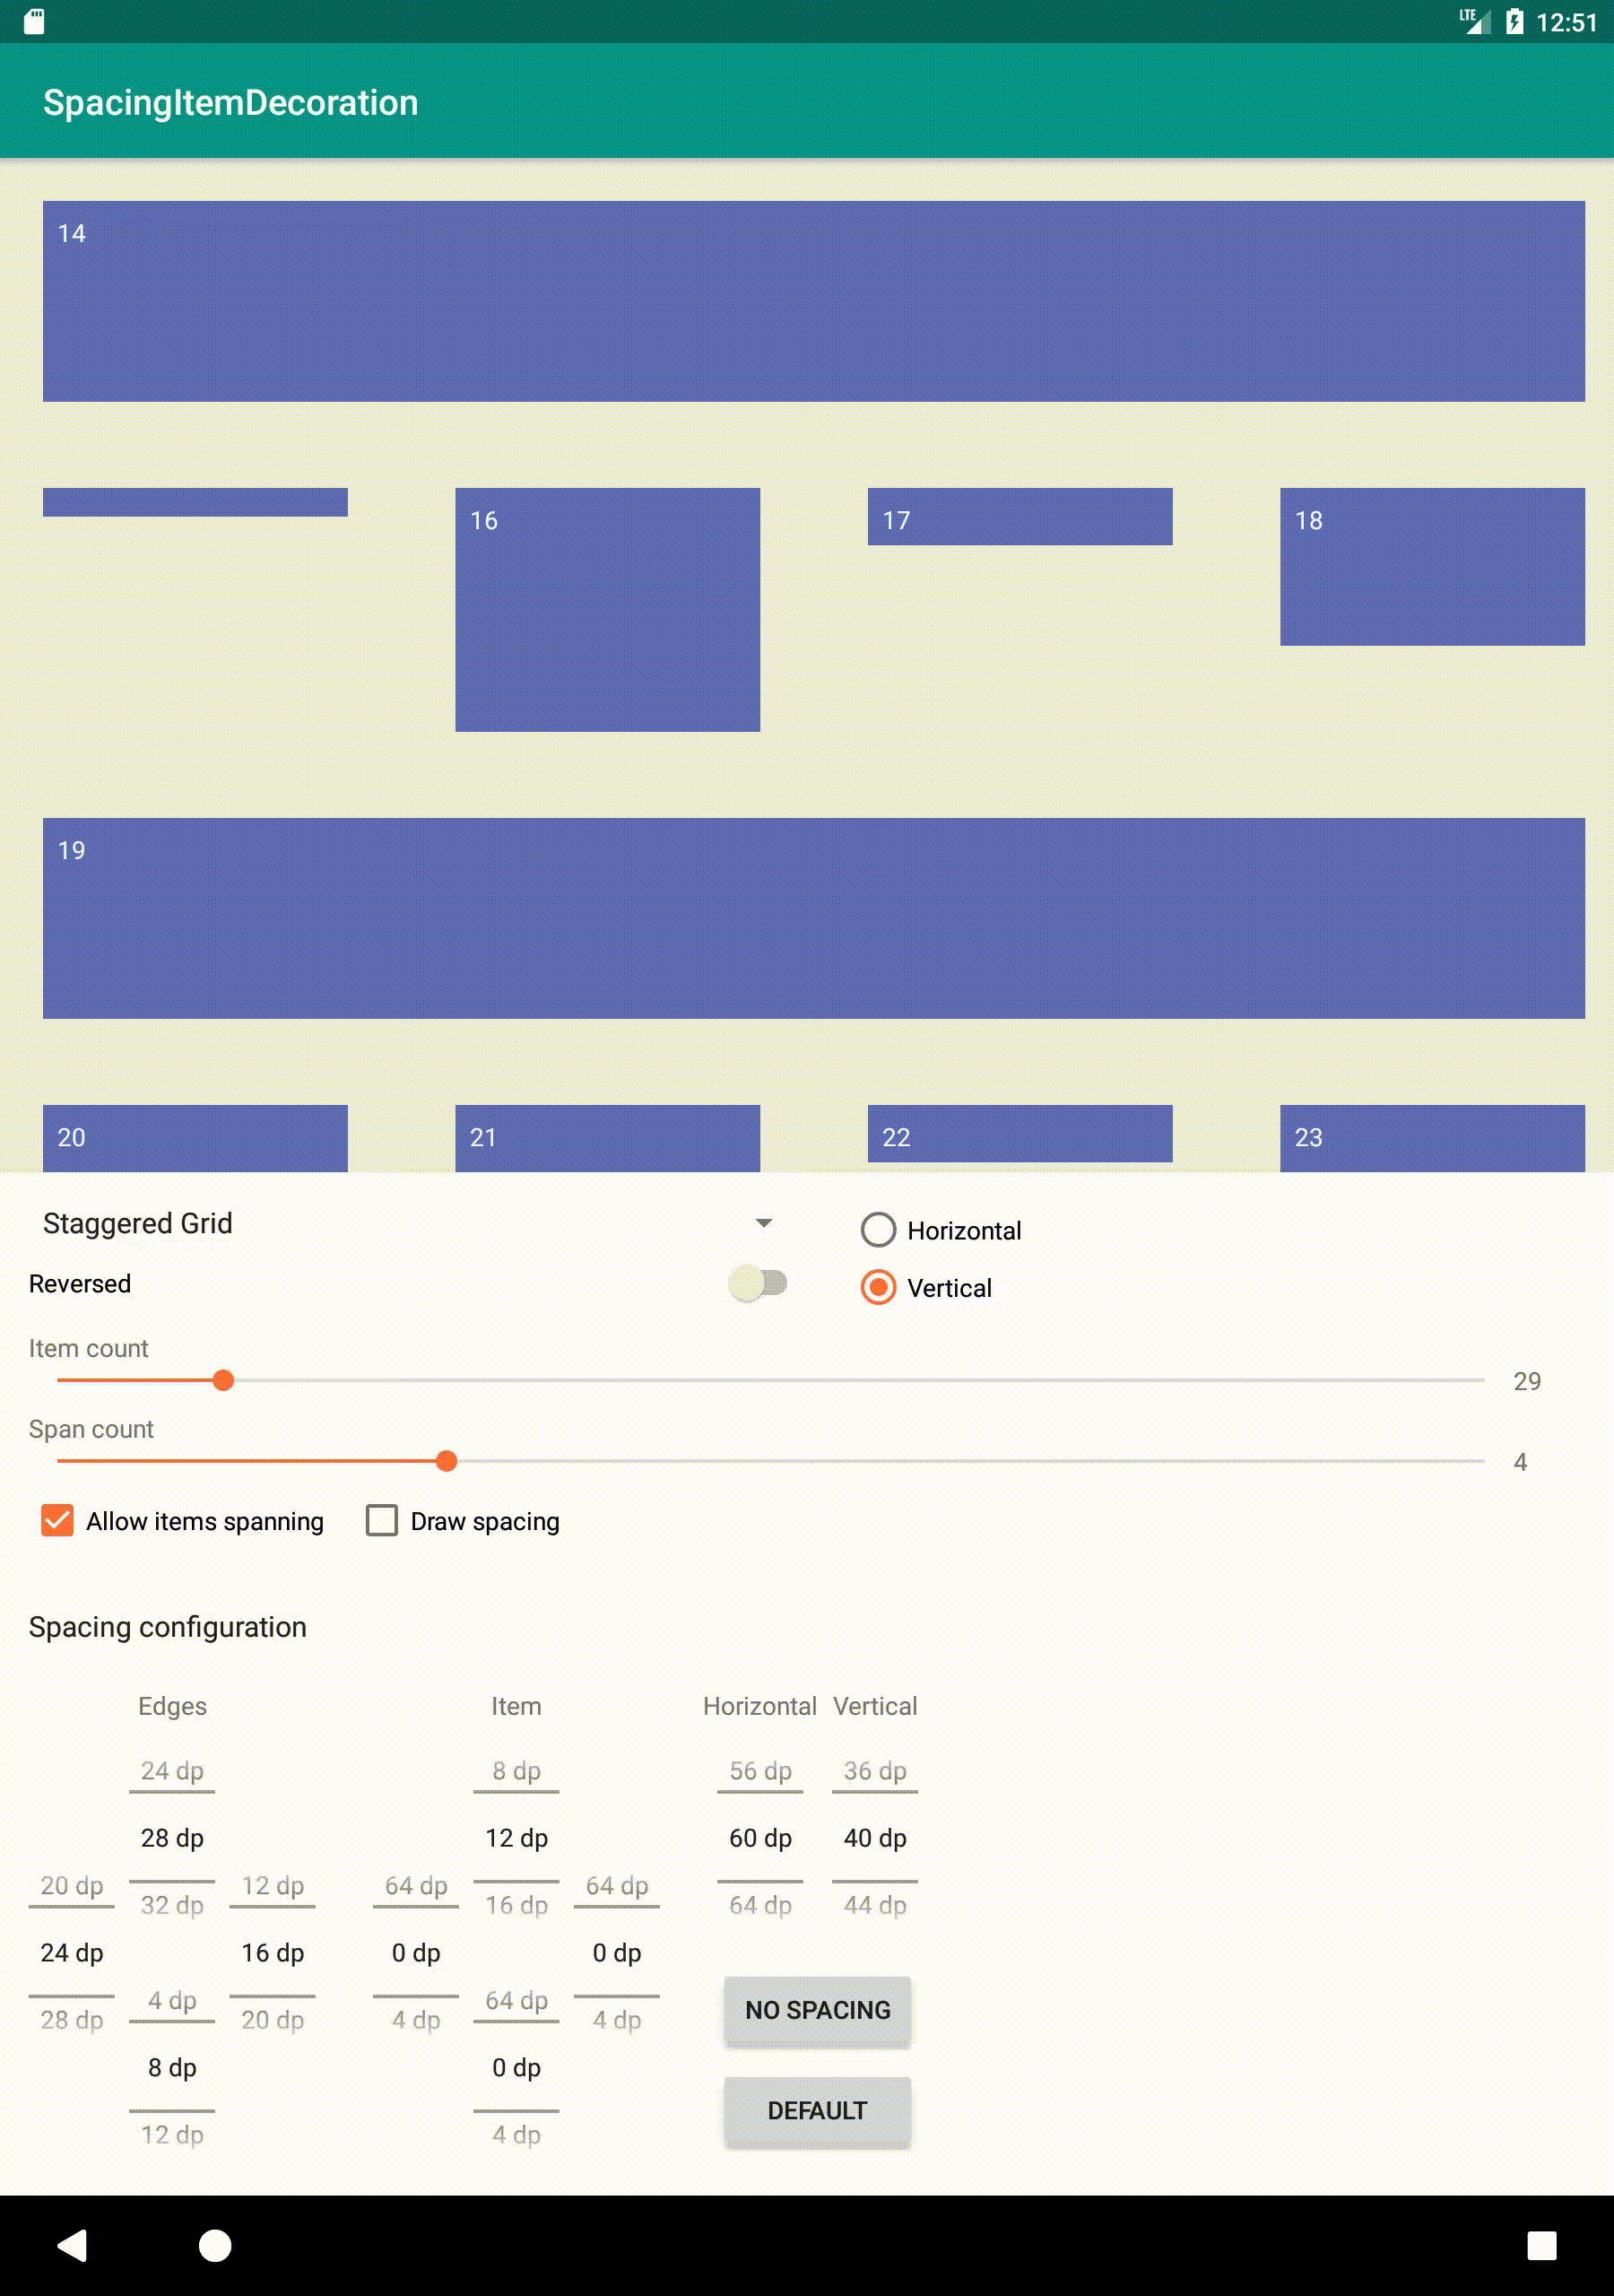 LTE 12:51
SpacingItemDecoration
14
16 17 18
19
20 21 22 23
Staggered Grid
Horizontal
Reversed
Vertical
Item count
29
Span count
4
Allow items spanning Draw spacing
Spacing configuration
Edges Item Horizontal Vertical
24 dp 8 dp 56 dp 36 dp
28 dp 12 dp 60 dp 40 dp
20 dp 12 dp 64 dp 64 dp
32 dp 16 dp 64 dp 44 dp
24 dp 16 dp 0 dp 0 dp
4 dp 64 dp
NO SPACING
28 dp 20 dp 4 dp 4 dp
8 dp 0 dp
DEFAULT
12 dp 4 dp